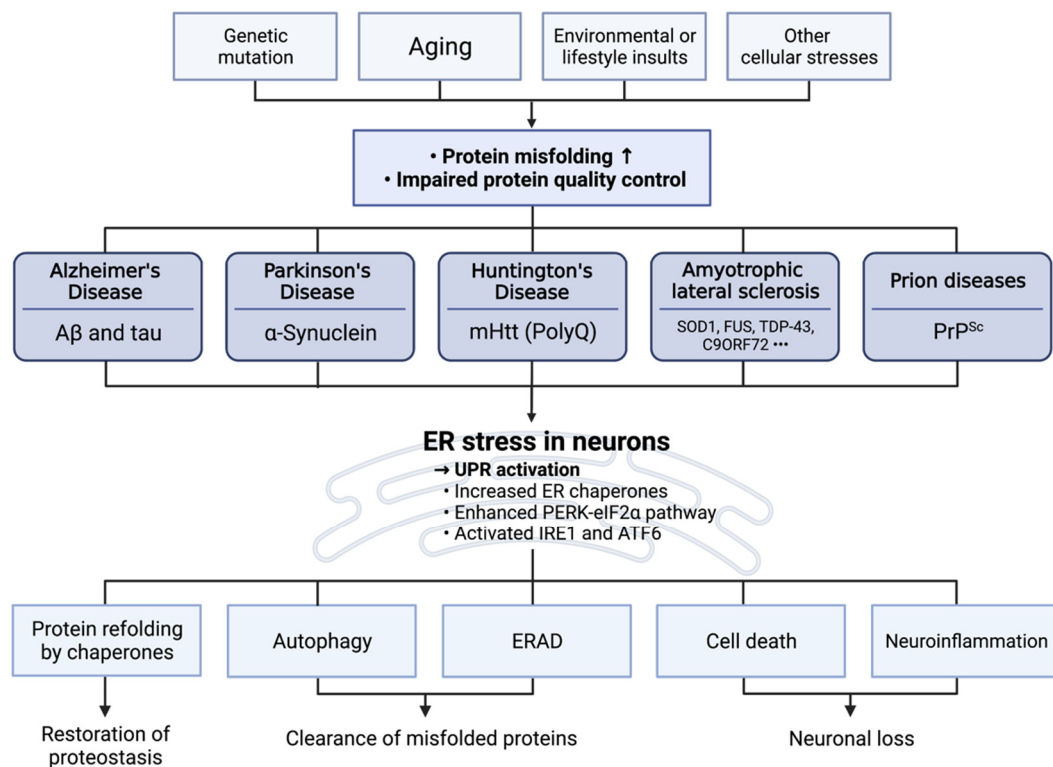 Genetic
mutation
Aging
Environmental or
lifestyle insults
Other
cellular stresses
• Protein misfolding ↑
• Impaired protein quality control
Alzheimer's
Disease
Aβ and tau
Parkinson's
Disease
α-Synuclein
Huntington's
Disease
mHtt (PolyQ)
Amyotrophic
lateral sclerosis
SOD1, FUS, TDP-43,
C9ORF72 •••
Prion diseases
PrPSc
ER stress in neurons
→ UPR activation
• Increased ER chaperones
• Enhanced PERK-eIF2α pathway
• Activated IRE1 and ATF6
Protein refolding
by chaperones
Autophagy
ERAD
Cell death
Neuroinflammation
Restoration of
proteostasis
Clearance of misfolded proteins
Neuronal loss